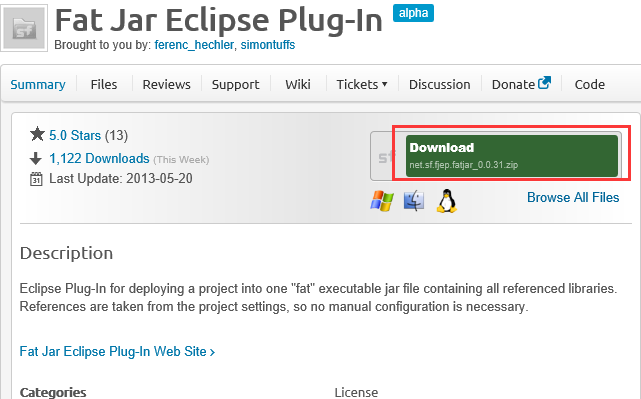 Fat Jar Eclipse Plug-In alpha
Brought to you by: ferenc_hechler, simontuffs
Summary Files Reviews Support Wiki Tickets Discussion Donate Code
5.0 Stars (13)
1,122 Downloads (This Week)
Last Update: 2013-05-20
sf
Download
net.sf.fjep.fatjar_0.0.31.zip
Browse All Files
Description
Eclipse Plug-In for deploying a project into one "fat" executable jar file containing all referenced libraries.
References are taken from the project settings, so no manual configuration is necessary.
Fat Jar Eclipse Plug-In Web Site ›
Categories License